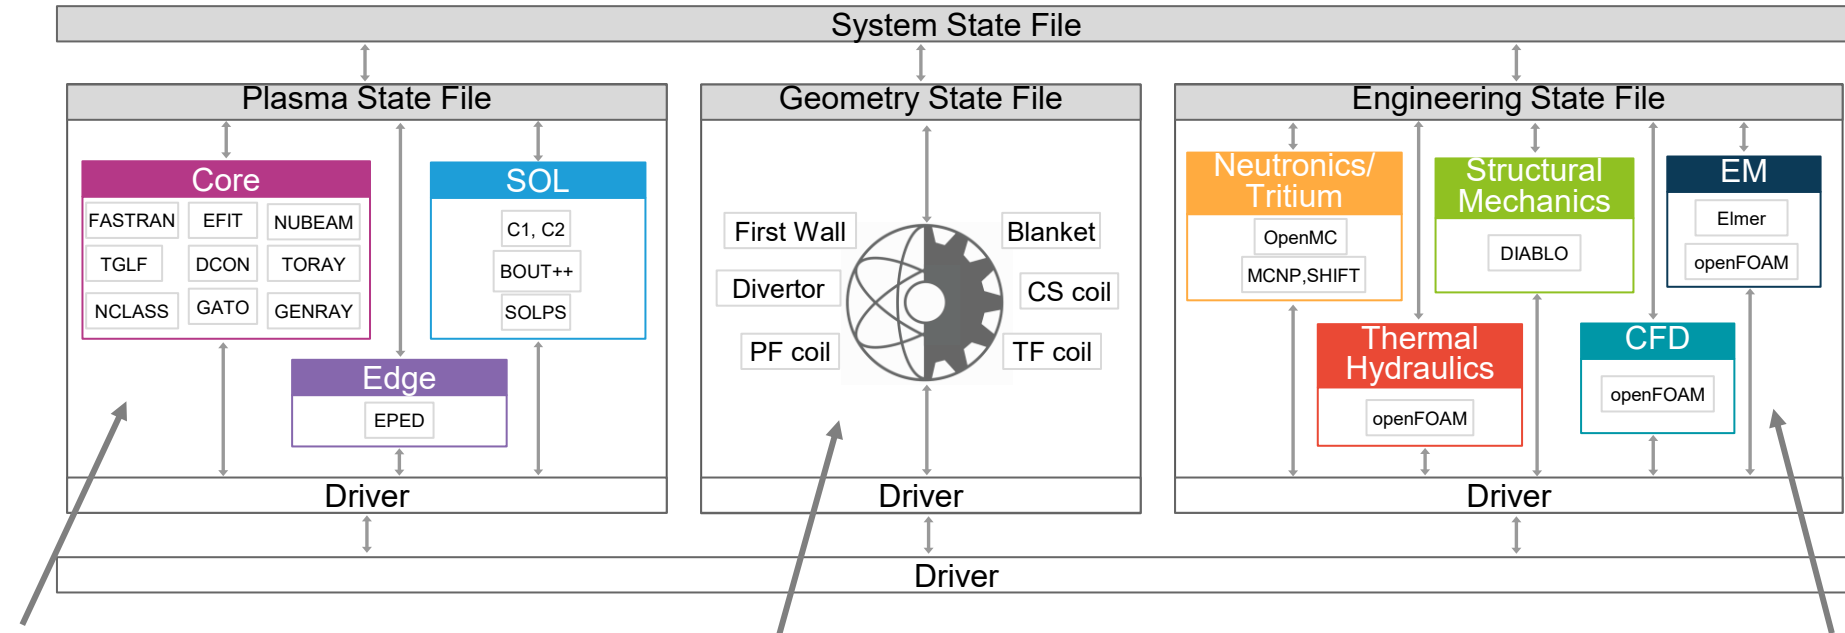 System State File
Plasma State File
Core
FASTRAN
EFIT
NUBEAM
TGLF
DCON
TORAY
NCLASS
GATO
GENRAY
SOL
C1, C2
BOUT++
SOLPS
Edge
EPED
Driver
Geometry State File
First Wall
Blanket
Divertor
CS coil
PF coil
TF coil
Driver
Engineering State File
Neutronics/
Tritium
OpenMC
MCNP,SHIFT
Structural
Mechanics
DIABLO
EM
Elmer
openFOAM
Thermal
Hydraulics
openFOAM
CFD
openFOAM
Driver
Driver